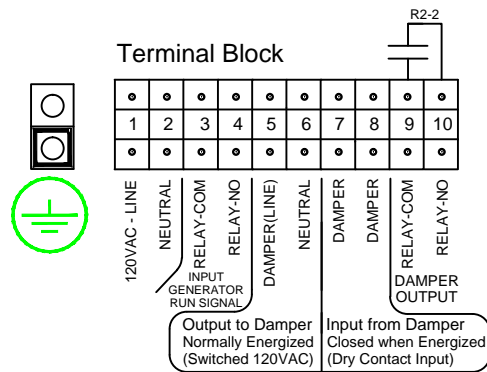 R2-2
Terminal Block
1 2 3 4 5 6 7 8 9 10
120VAC - LINE
NEUTRAL
RELAY-COM
RELAY-NO
DAMPER(LINE)
NEUTRAL
DAMPER
DAMPER
RELAY-COM
RELAY-NO
INPUT
GENERATOR
RUN SIGNAL
DAMPER
OUTPUT
Output to Damper
Normally Energized
(Switched 120VAC)
Input from Damper
Closed when Energized
(Dry Contact Input)